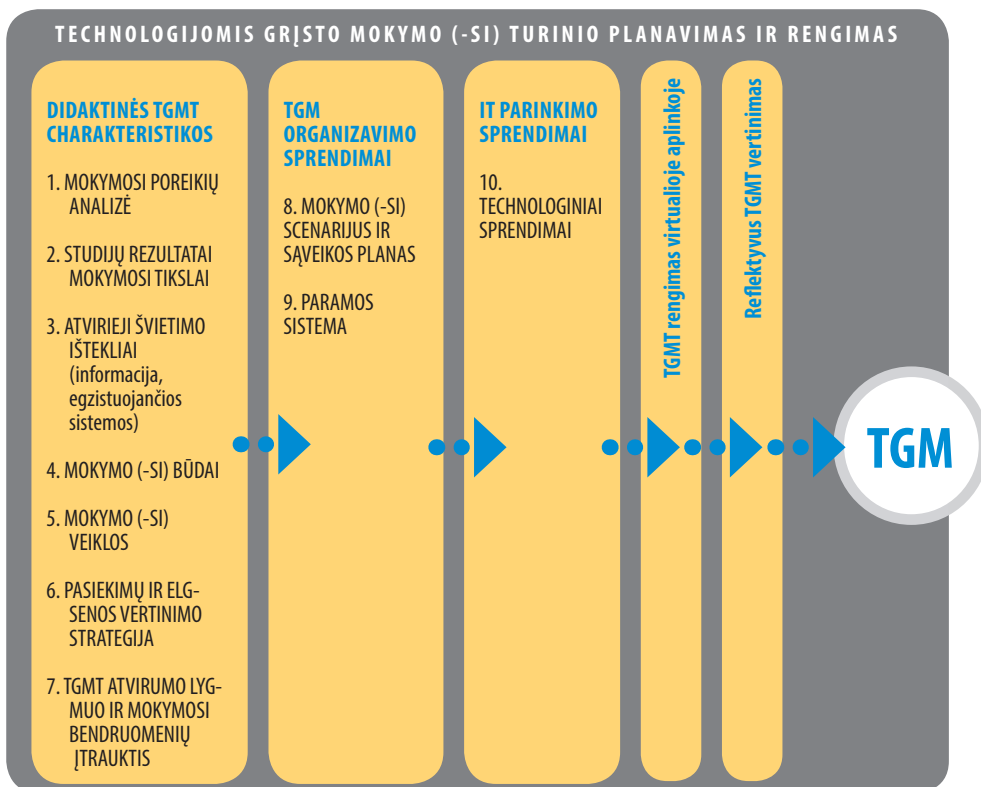 TECHNOLOGIJOMIS GRĮSTO MOKYMO (-SI) TURINIO PLANAVIMAS IR RENGIMAS
DIDAKTINĖS TGMT
CHARAKTERISTIKOS
1. MOKYMOSI POREIKIŲ
ANALIZĖ
2. STUDIJŲ REZULTATAI
MOKYMOSI TIKSLAI
3. ATVIRIEJI ŠVIETIMO
IŠTEKLIAI
(informacija,
egzistuojančios
sistemos)
4. MOKYMO (-SI) BŪDAI
5. MOKYMO (-SI)
VEIKLOS
6. PASIEKIMŲ IR ELG-
SENOS VERTINIMO
STRATEGIJA
7. TGMT ATVIRUMO LYG-
MUO IR MOKYMOSI
BENDRUOMENIŲ
ĮTRAUKTIS
TGM
ORGANIZAVIMO
SPRENDIMAI
8. MOKYMO (-SI)
SCENARIJUS IR
SĄVEIKOS PLANAS
9. PARAMOS
SISTEMA
IT PARINKIMO
SPRENDIMAI
10.
TECHNOLOGINIAI
SPRENDIMAI
TGMT rengimas virtualioje aplinkoje
Reflektyvus TGMT vertinimas
TGM